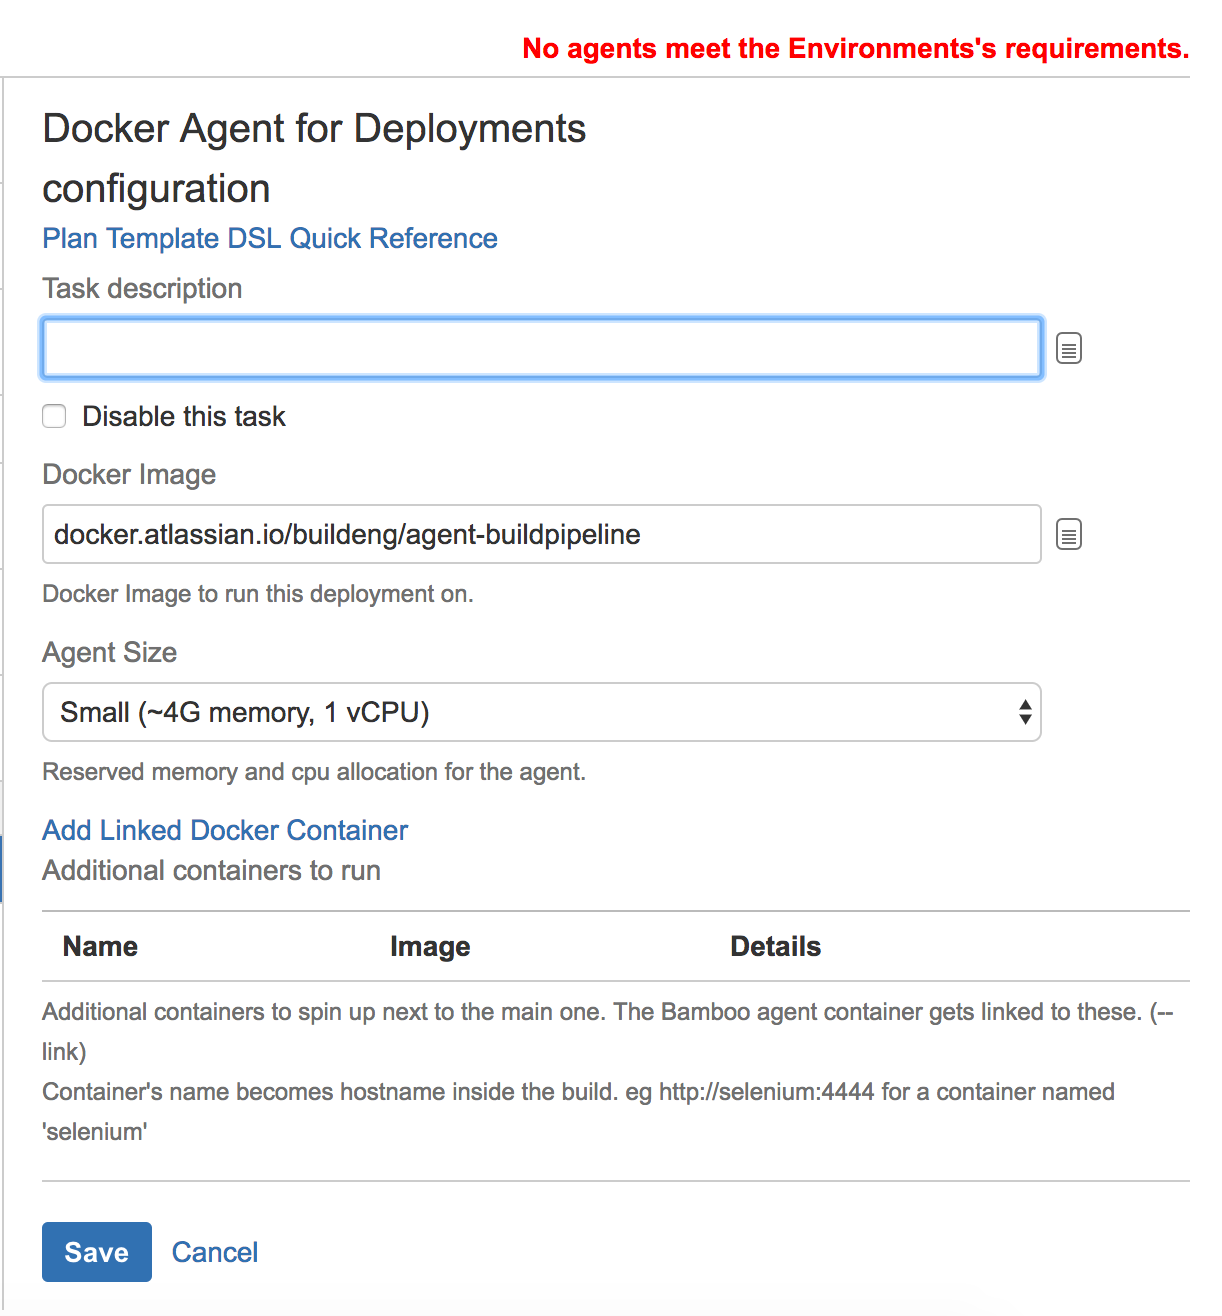 No agents meet the Environments's requirements.
Docker Agent for Deployments
configuration
Plan Template DSL Quick Reference
Task description
Disable this task
Docker Image
docker.atlassian.io/buildeng/agent-buildpipeline
Docker Image to run this deployment on.
Agent Size
Small (~4G memory, 1 vCPU)
Reserved memory and cpu allocation for the agent.
Add Linked Docker Container
Additional containers to run
Name Image Details
Additional containers to spin up next to the main one. The Bamboo agent container gets linked to these. (--
link)
Container's name becomes hostname inside the build. eg http://selenium:4444 for a container named
'selenium'
Save Cancel